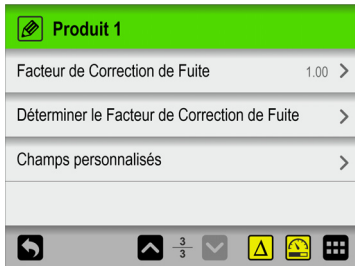 Produit 1
Facteur de Correction de Fuite 1.00
Déterminer le Facteur de Correction de Fuite
Champs personnalisés
3
3
Δ